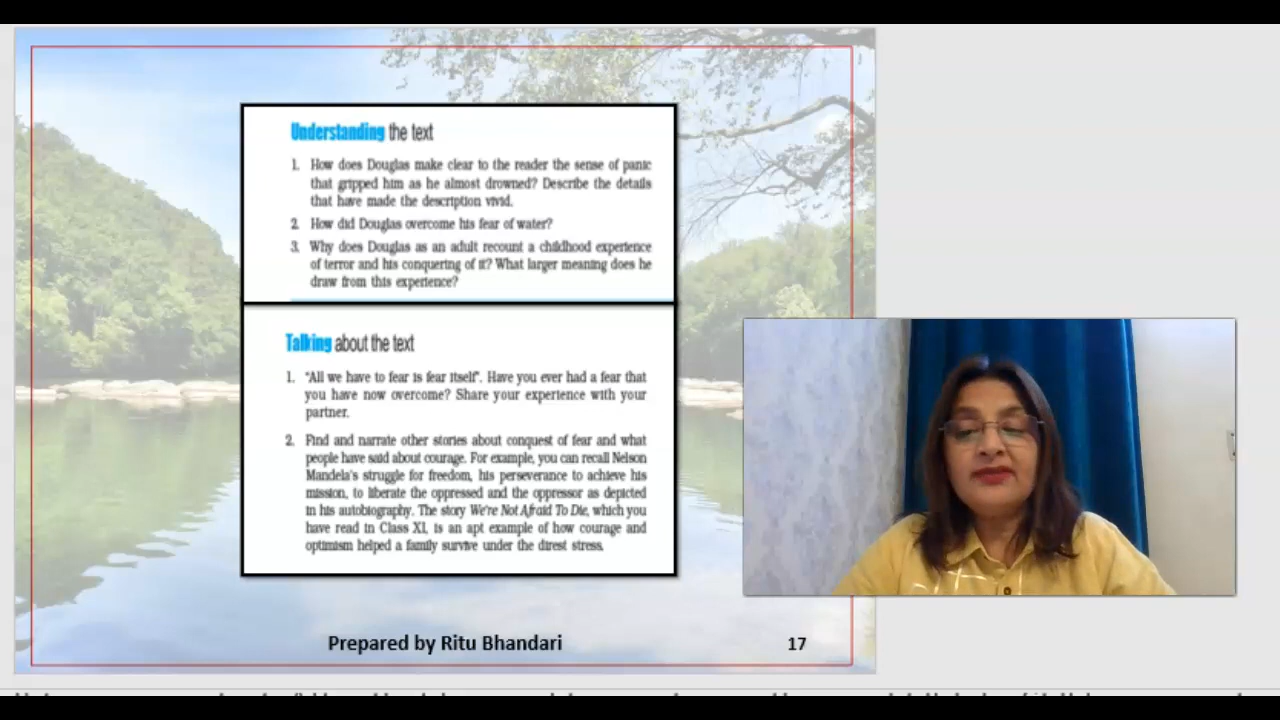 Understanding the text
1. How does Douglas make clear to the reader the sense of panic
that gripped him as he almost drowned? Describe the details
that have made the description vivid.
2. How did Douglas overcome his fear of water?
3. Why does Douglas as an adult recount a childhood experience
of terror and his conquering of it? What larger meaning does he
draw from this experience?
Talking about the text
1. "All we have to fear is fear itself". Have you ever had a fear that
you have now overcome? Share your experience with your
partner.
2. Find and narrate other stories about conquest of fear and what
people have said about courage. For example, you can recall Nelson
Mandela's struggle for freedom, his perseverance to achieve his
mission, to liberate the oppressed and the oppressor as depicted
in his autobiography. The story We're Not Afraid To Die, which you
have read in Class XI, is an apt example of how courage and
optimism helped a family survive under the direst stress.
Prepared by Ritu Bhandari
17